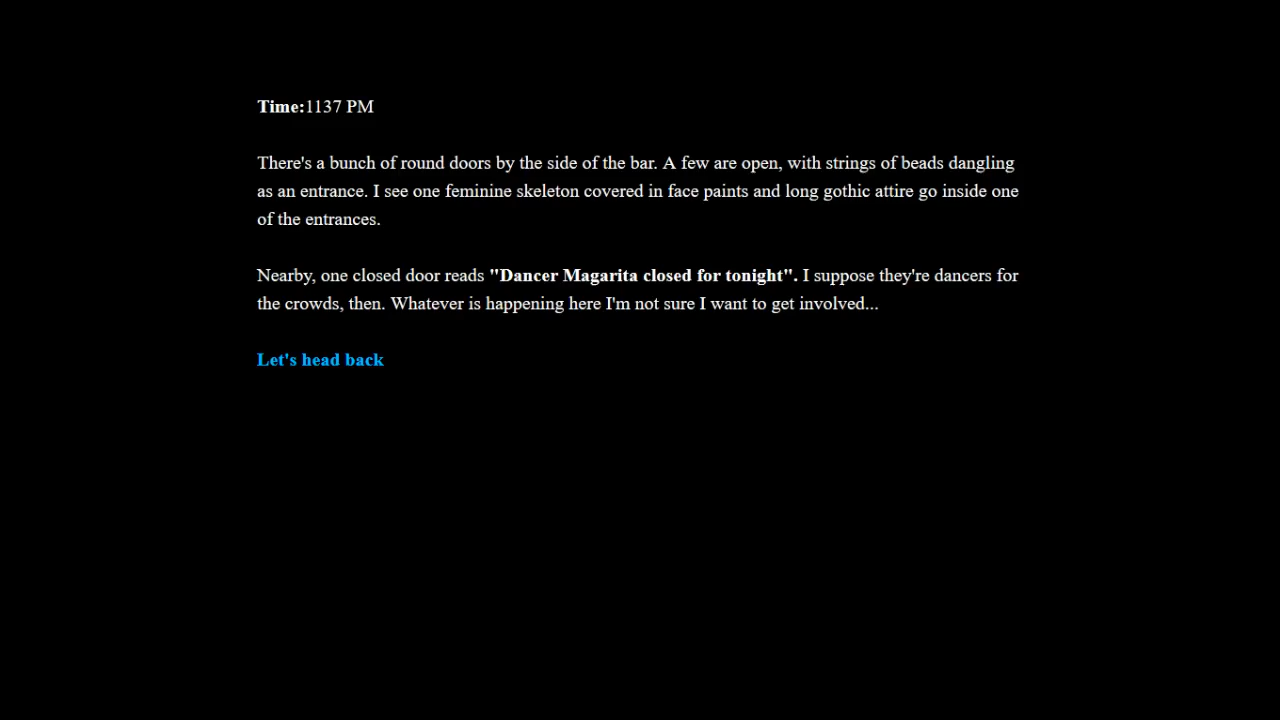 Time:1137 PM
There's a bunch of round doors by the side of the bar. A few are open, with strings of beads dangling
as an entrance. I see one feminine skeleton covered in face paints and long gothic attire go inside one
of the entrances.
Nearby, one closed door reads "Dancer Magarita closed for tonight". I suppose they're dancers for
the crowds, then. Whatever is happening here I'm not sure I want to get involved...
Let's head back